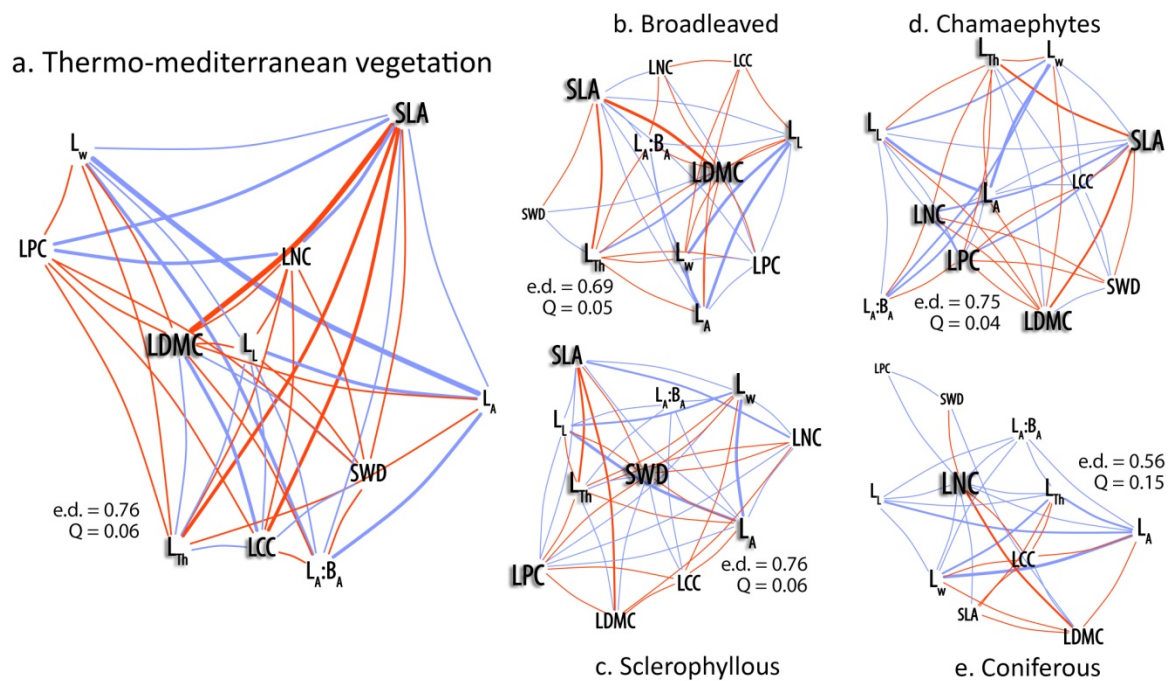 a. Thermo-mediterranean vegetation
SLA
Lw
LPC
LNC
LDMC
LL
LA
SWD
LTh
LCC
LA:BA
e.d. = 0.76
Q = 0.06
b. Broadleaved
LNC
LCC
SLA
LA:BA
LL
LDMC
SWD
LTh
Lw
LPC
LA
e.d. = 0.69
Q = 0.05
c. Sclerophyllous
SLA
LA:BA
Lw
LL
LNC
SWD
LTh
LA
LPC
LCC
LDMC
e.d. = 0.76
Q = 0.06
d. Chamaephytes
LTh
Lw
LL
SLA
LCC
LA
LNC
LPC
SWD
LA:BA
LDMC
e.d. = 0.75
Q = 0.04
LPC
SWD
LA:BA
LNC
LTh
LL
LA
LCC
Lw
SLA
LDMC
e.d. = 0.56
Q = 0.15
e. Coniferous